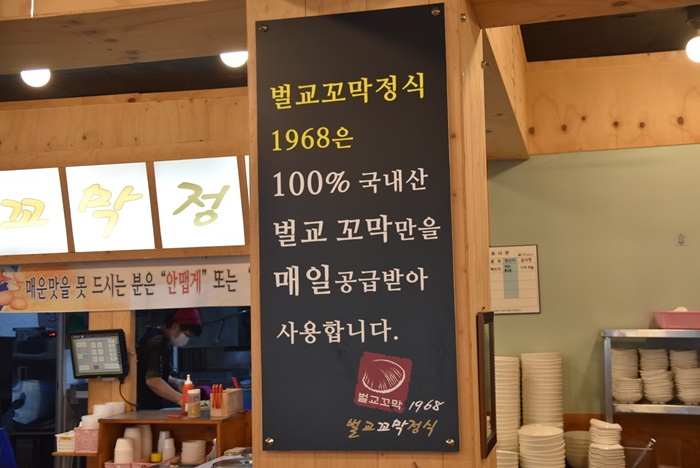 벌교꼬막정식
1968은
100% 국내산
벌교 꼬막만을
매일공급받아
사용합니다.
벌교꼬막 1968
벌교꼬막정식
꼬막정
매운맛을 못 드시는 분은 "안맵게" 또는 "